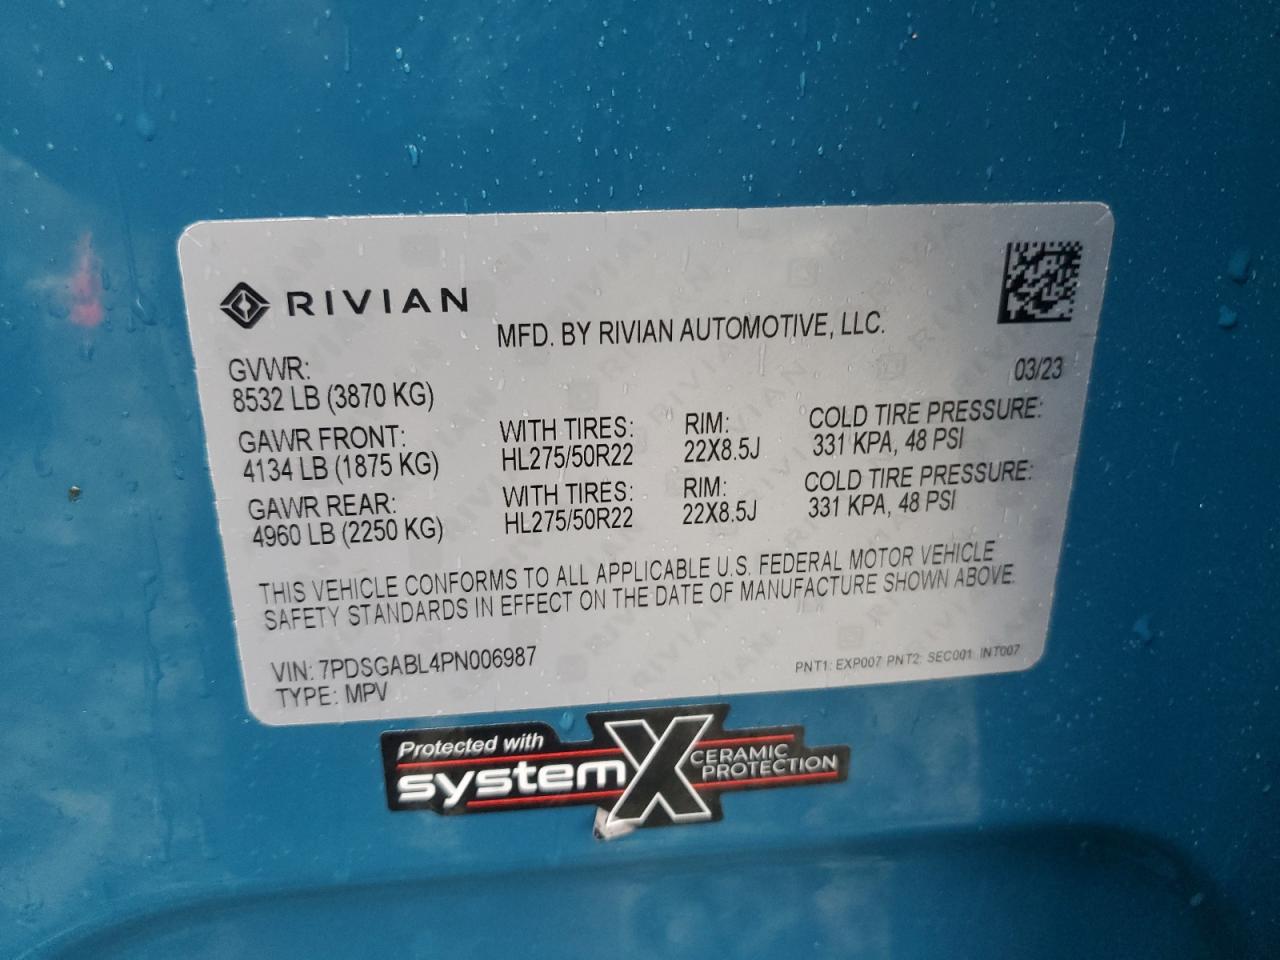 RIVIAN
MFD. BY RIVIAN AUTOMOTIVE, LLC.
03/23
GVWR:
8532 LB (3870 KG)
GAWR FRONT: WITH TIRES: RIM: COLD TIRE PRESSURE:
4134 LB (1875 KG) HL275/50R22 22X8.5J 331 KPA, 48 PSI
GAWR REAR: WITH TIRES: RIM: COLD TIRE PRESSURE:
4960 LB (2250 KG) HL275/50R22 22X8.5J 331 KPA, 48 PSI
THIS VEHICLE CONFORMS TO ALL APPLICABLE U.S. FEDERAL MOTOR VEHICLE
SAFETY STANDARDS IN EFFECT ON THE DATE OF MANUFACTURE SHOWN ABOVE.
VIN: 7PDSGABL4PN006987 PNT1: EXP007 PNT2: SEC001 INT007
TYPE: MPV
Protected with
system X CERAMIC
PROTECTION